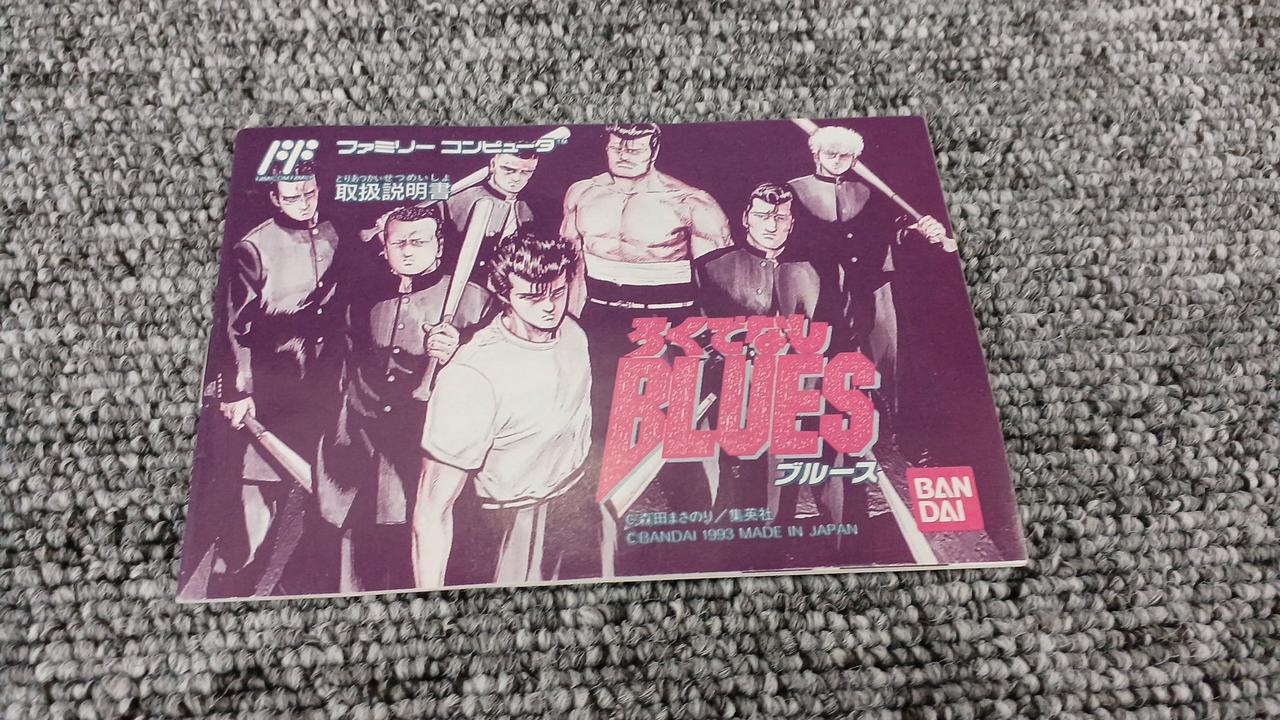 ファミリー コンピュータ™
とりあつかいせつめいしょ
取扱説明書
ろくでなし
BLUES
ブルース
BAN
DAI
©森田まさのり／集英社
©BANDAI 1993 MADE IN JAPAN